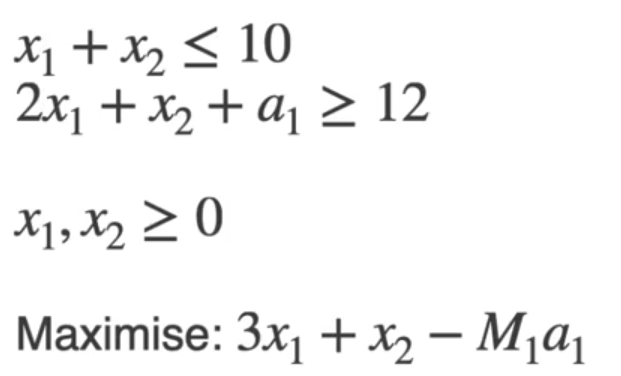 x₁ + x₂ ≤ 10
2x₁ + x₂ + a₁ ≥ 12
x₁, x₂ ≥ 0
Maximise: 3x₁ + x₂ − M₁a₁